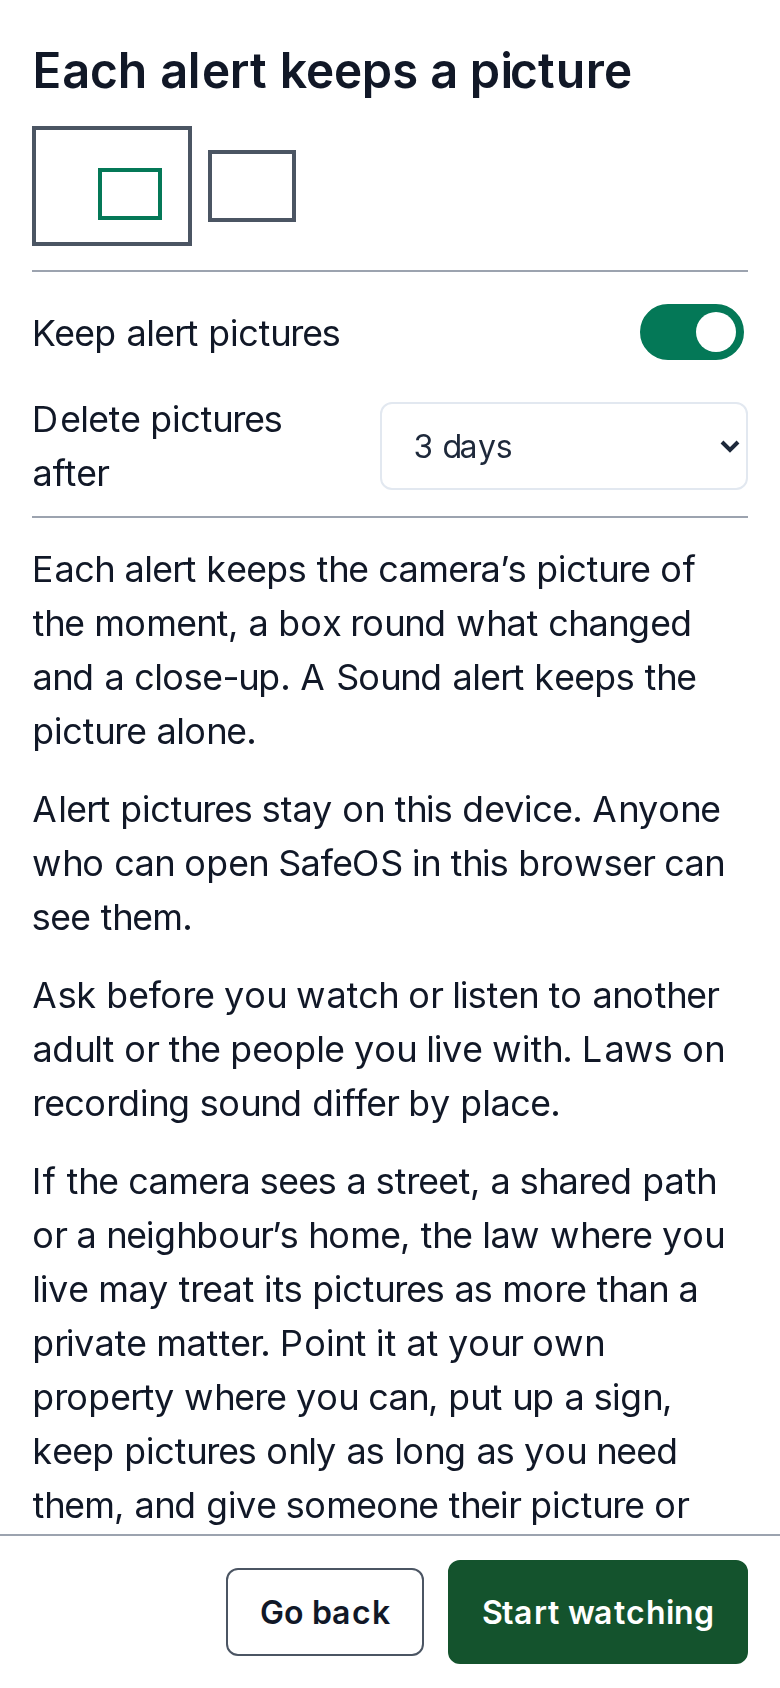 Each alert keeps a picture
Keep alert pictures
Delete pictures
after
3 days
Each alert keeps the camera’s picture of
the moment, a box round what changed
and a close-up. A Sound alert keeps the
picture alone.
Alert pictures stay on this device. Anyone
who can open SafeOS in this browser can
see them.
Ask before you watch or listen to another
adult or the people you live with. Laws on
recording sound differ by place.
If the camera sees a street, a shared path
or a neighbour’s home, the law where you
live may treat its pictures as more than a
private matter. Point it at your own
property where you can, put up a sign,
keep pictures only as long as you need
them, and give someone their picture or
Go back
Start watching